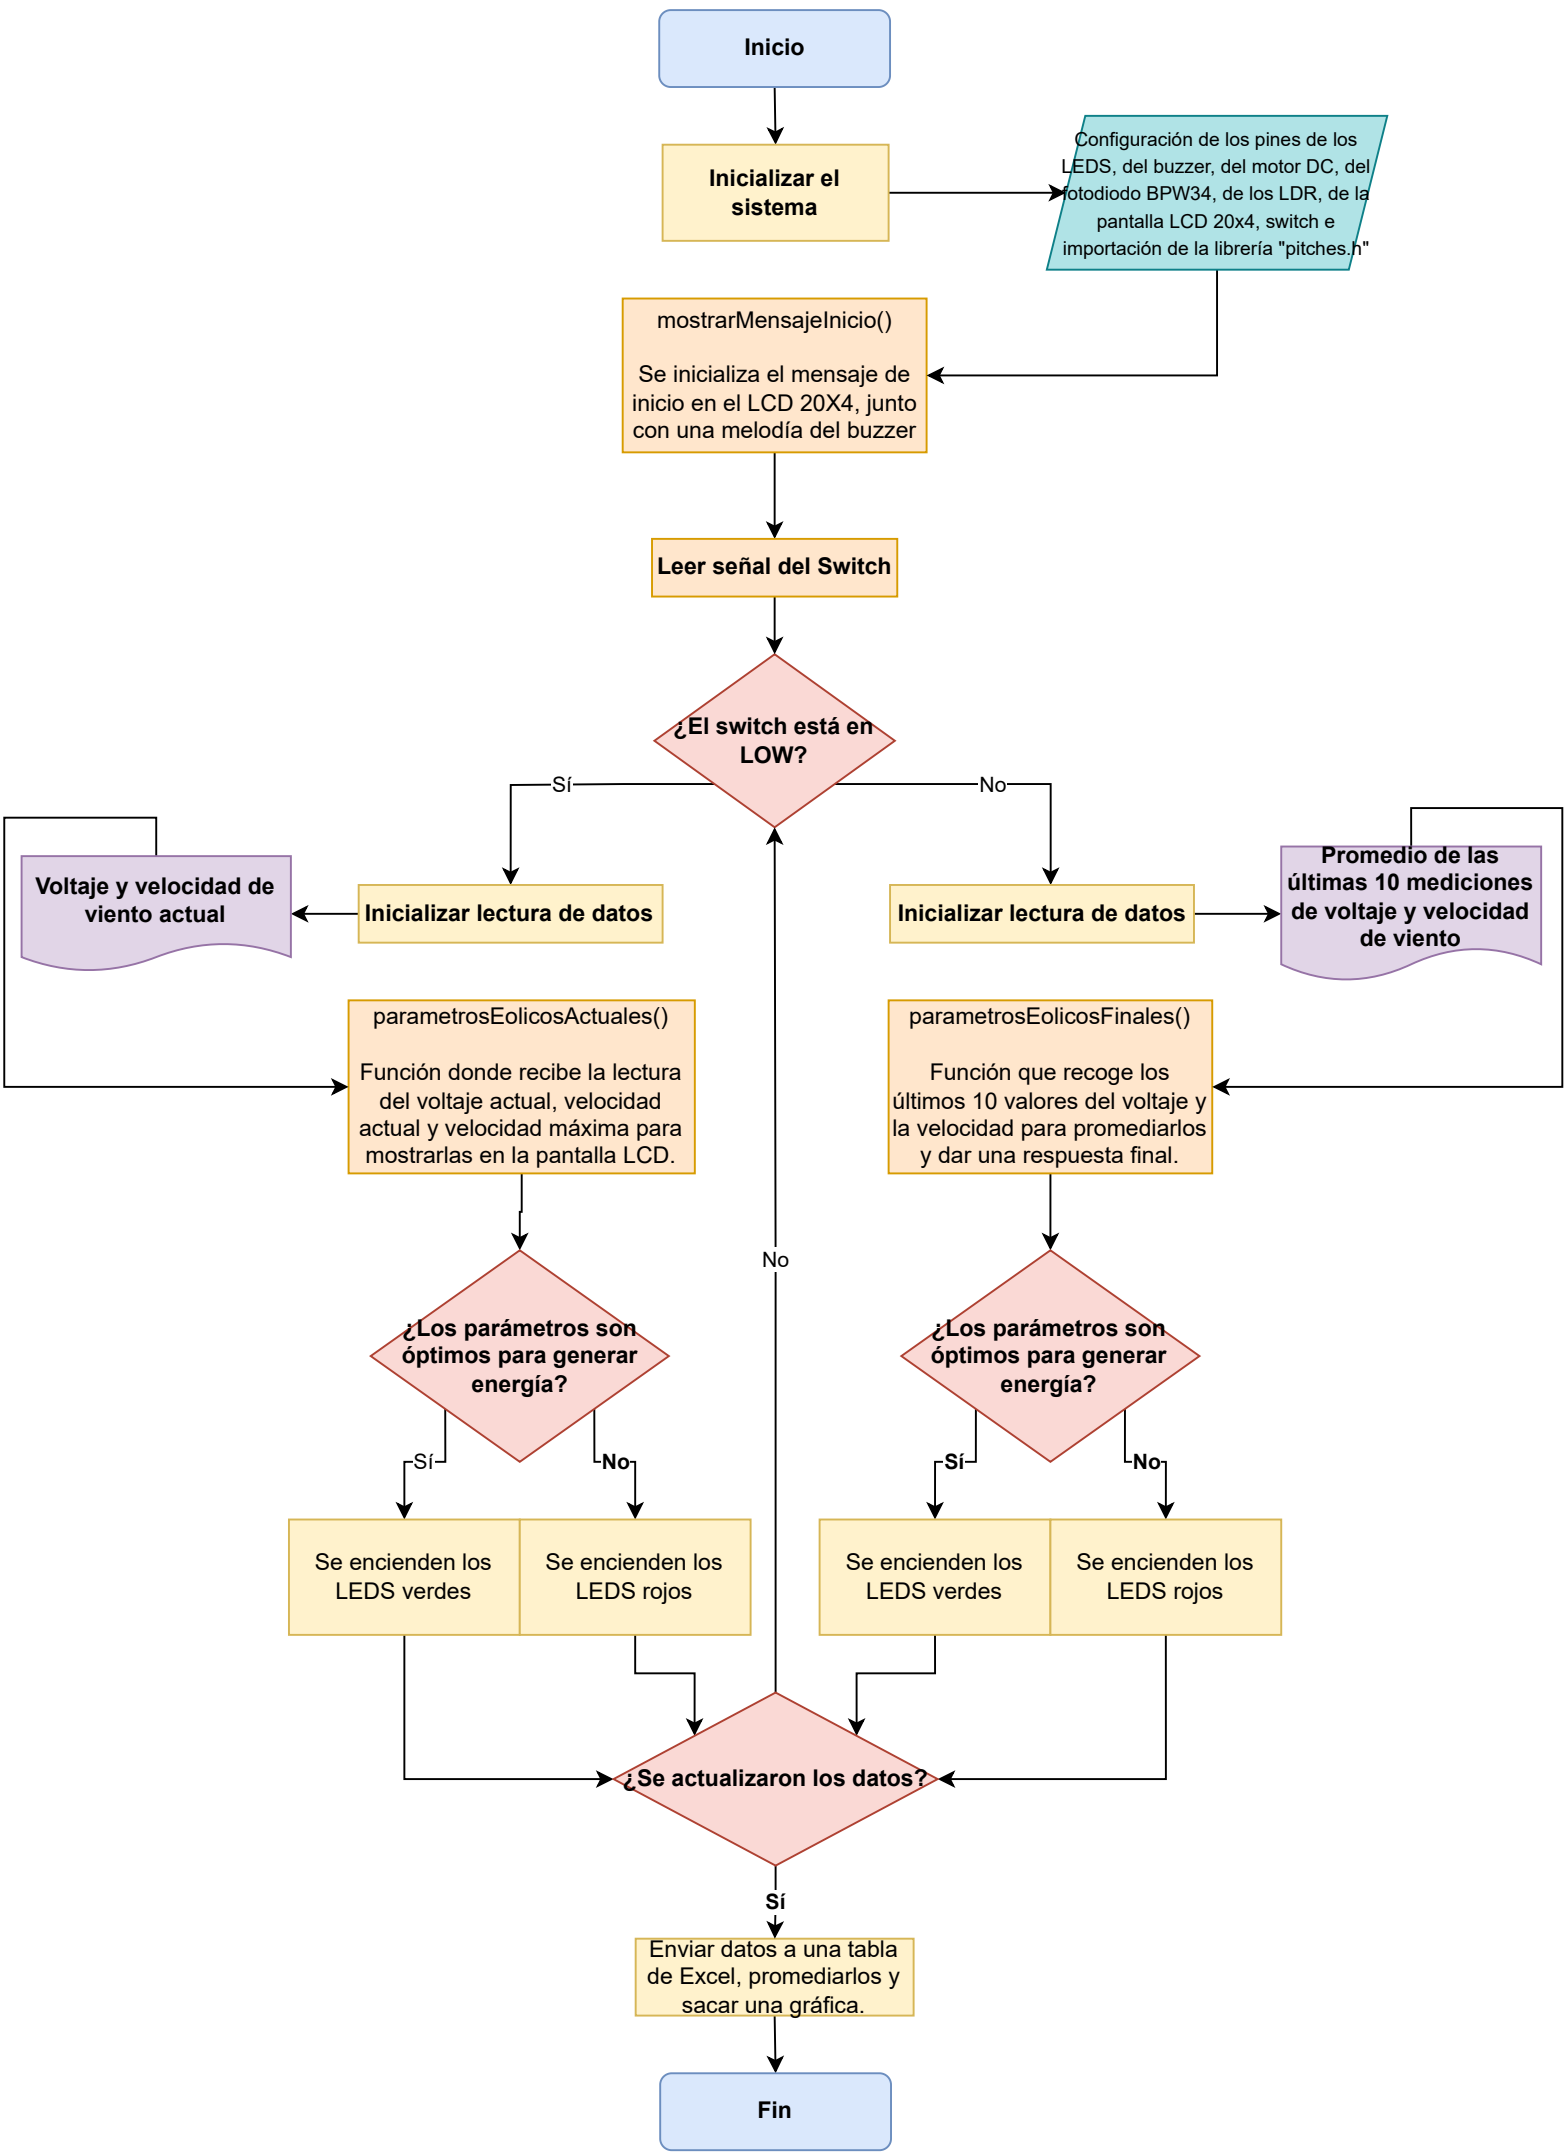 Inicio
Inicializar el
sistema
Configuración de los pines de los
LEDS, del buzzer, del motor DC, del
fotodiodo BPW34, de los LDR, de la
pantalla LCD 20x4, switch e
importación de la librería "pitches.h"
mostrarMensajeInicio()
Se inicializa el mensaje de
inicio en el LCD 20X4, junto
con una melodía del buzzer
Leer señal del Switch
¿El switch está en
LOW?
Sí
No
Voltaje y velocidad de
viento actual
Inicializar lectura de datos
Inicializar lectura de datos
Promedio de las
últimas 10 mediciones
de voltaje y velocidad
de viento
parametrosEolicosActuales()
Función donde recibe la lectura
del voltaje actual, velocidad
actual y velocidad máxima para
mostrarlas en la pantalla LCD.
parametrosEolicosFinales()
Función que recoge los
últimos 10 valores del voltaje y
la velocidad para promediarlos
y dar una respuesta final.
No
¿Los parámetros son
óptimos para generar
energía?
¿Los parámetros son
óptimos para generar
energía?
Sí
No
Sí
No
Se encienden los
LEDS verdes
Se encienden los
LEDS rojos
Se encienden los
LEDS verdes
Se encienden los
LEDS rojos
¿Se actualizaron los datos?
Sí
Enviar datos a una tabla
de Excel, promediarlos y
sacar una gráfica.
Fin